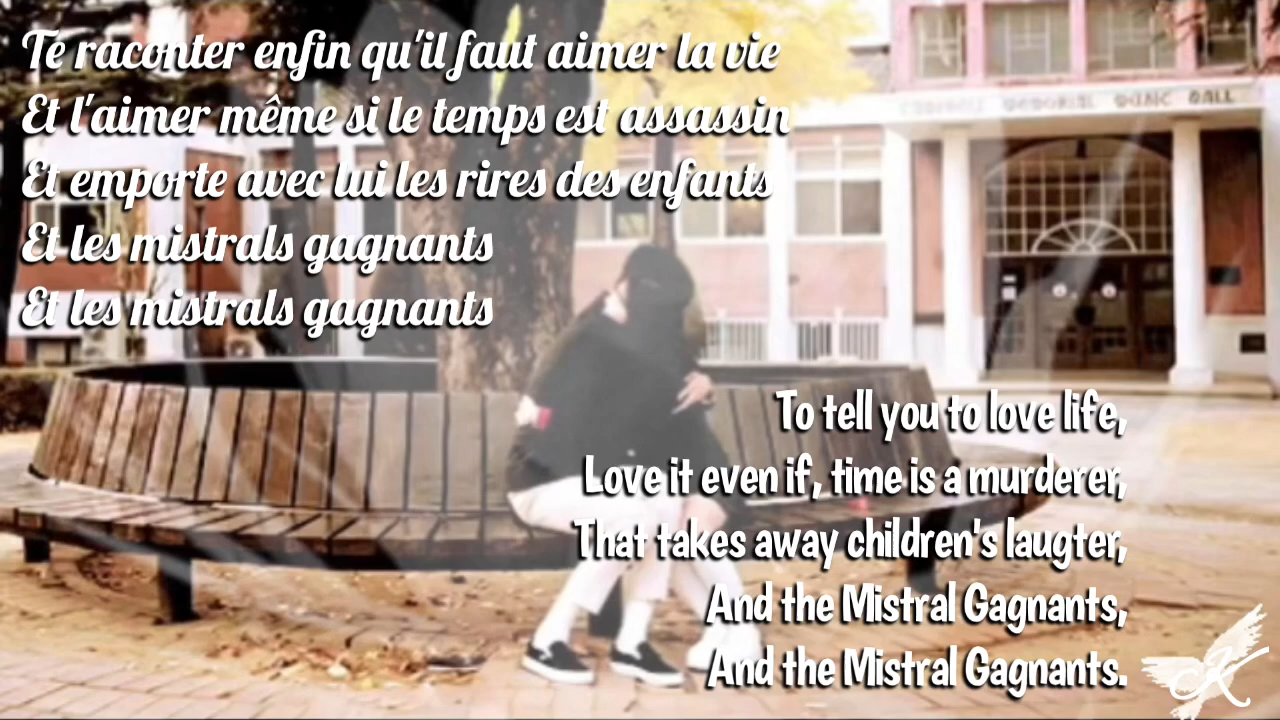 Te raconter enfin qu'il faut aimer la vie
Et l'aimer même si le temps est assassin
Et emporte avec lui les rires des enfants
Et les mistrals gagnants
Et les mistrals gagnants
To tell you to love life,
Love it even if, time is a murderer,
That takes away children's laugter,
And the Mistral Gagnants,
And the Mistral Gagnants.
K